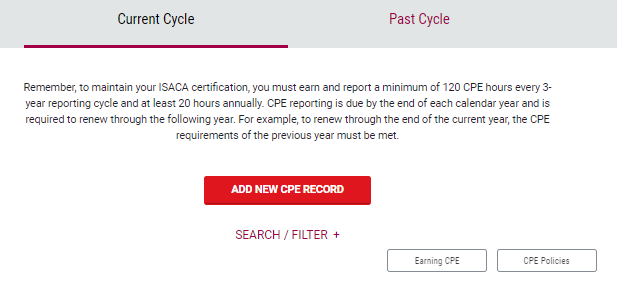 Current Cycle
Past Cycle
Remember, to maintain your ISACA certification, you must earn and report a minimum of 120 CPE hours every 3-
year reporting cycle and at least 20 hours annually. CPE reporting is due by the end of each calendar year and is
required to renew through the following year. For example, to renew through the end of the current year, the CPE
requirements of the previous year must be met.
ADD NEW CPE RECORD
SEARCH / FILTER +
Earning CPE
CPE Policies